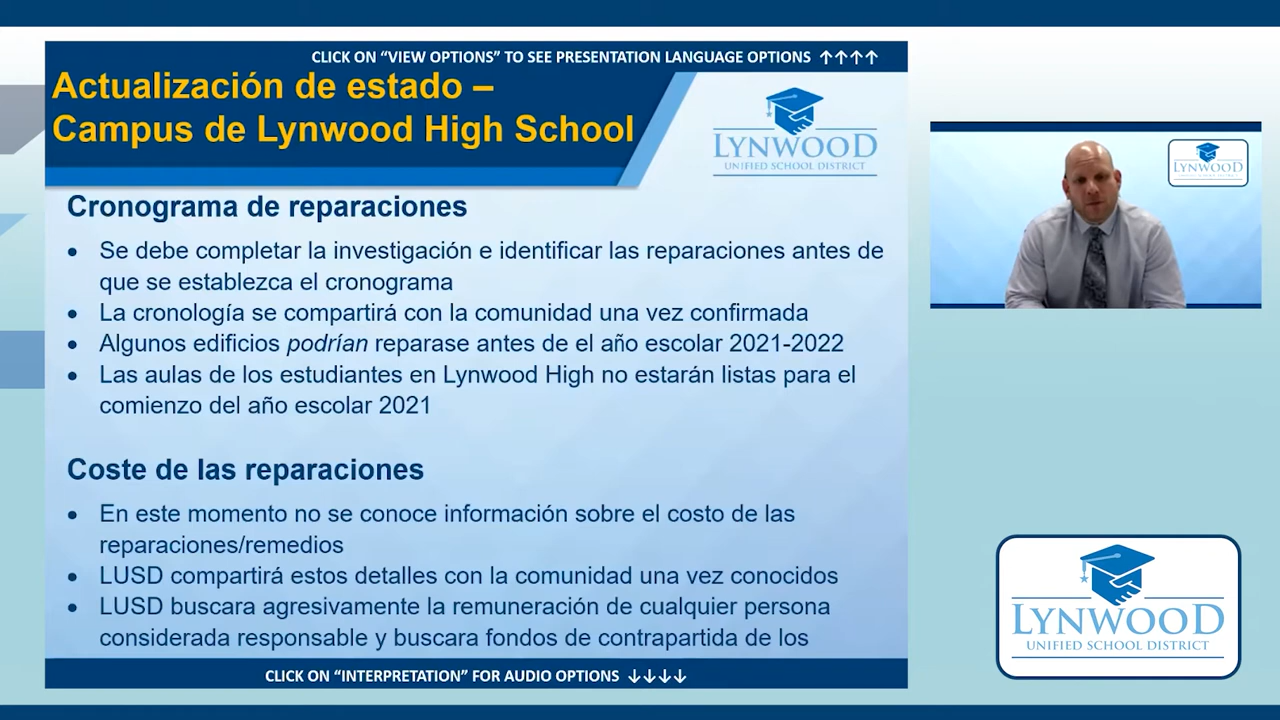 CLICK ON “VIEW OPTIONS” TO SEE PRESENTATION LANGUAGE OPTIONS ↑↑↑↑
Actualización de estado –
Campus de Lynwood High School
LYNWOOD
UNIFIED SCHOOL DISTRICT
Cronograma de reparaciones
• Se debe completar la investigación e identificar las reparaciones antes de
que se establezca el cronograma
• La cronología se compartirá con la comunidad una vez confirmada
• Algunos edificios podrían reparase antes de el año escolar 2021-2022
• Las aulas de los estudiantes en Lynwood High no estarán listas para el
comienzo del año escolar 2021
Coste de las reparaciones
• En este momento no se conoce información sobre el costo de las
reparaciones/remedios
• LUSD compartirá estos detalles con la comunidad una vez conocidos
• LUSD buscara agresivamente la remuneración de cualquier persona
considerada responsable y buscara fondos de contrapartida de los
CLICK ON “INTERPRETATION” FOR AUDIO OPTIONS ↓↓↓↓
LYNWOOD
LYNWOOD
UNIFIED SCHOOL DISTRICT